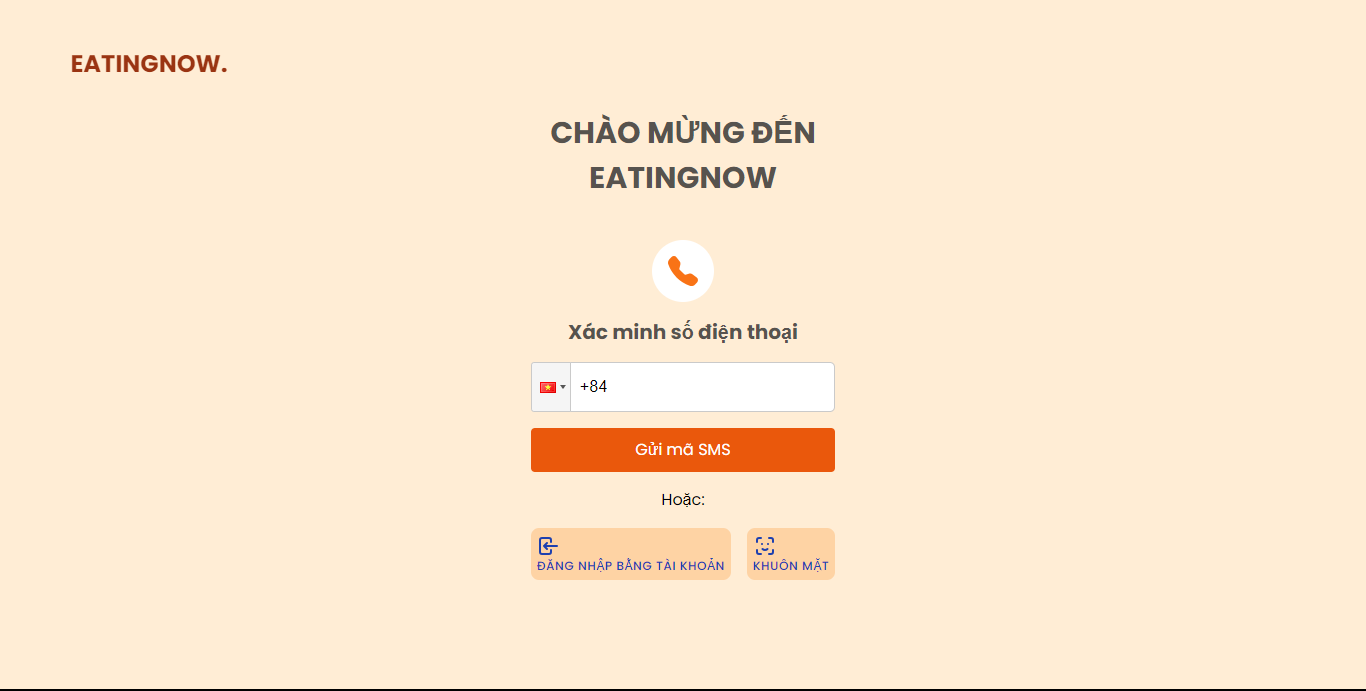 EATINGNOW.
CHÀO MỪNG ĐẾN
EATINGNOW
Xác minh số điện thoại
+84
Gửi mã SMS
Hoặc:
ĐĂNG NHẬP BẰNG TÀI KHOẢN
KHUÔN MẶT